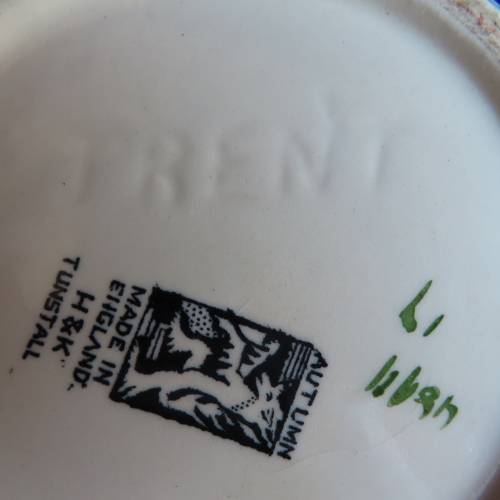 TRENT
AUTUMN
MADE IN
ENGLAND.
H & K
TUNSTALL